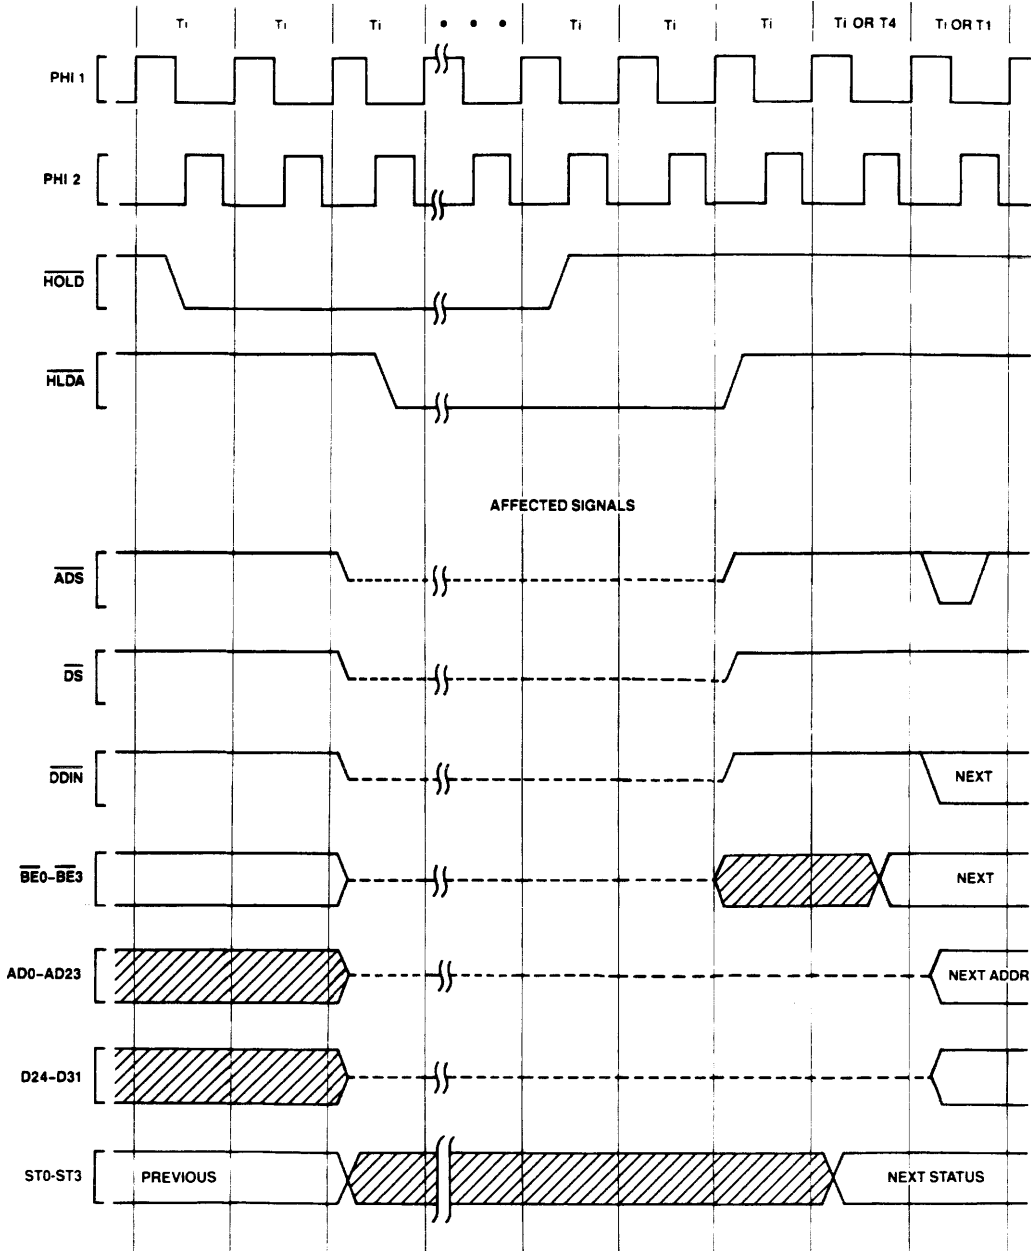 Ti Ti Ti • • • Ti Ti Ti Ti OR T4 Ti OR T1
PHI 1
PHI 2
HOLD
HLDA
AFFECTED SIGNALS
ADS
DS
DDIN NEXT
BE0-BE3 NEXT
AD0-AD23 NEXT ADDR
D24-D31
ST0-ST3 PREVIOUS NEXT STATUS